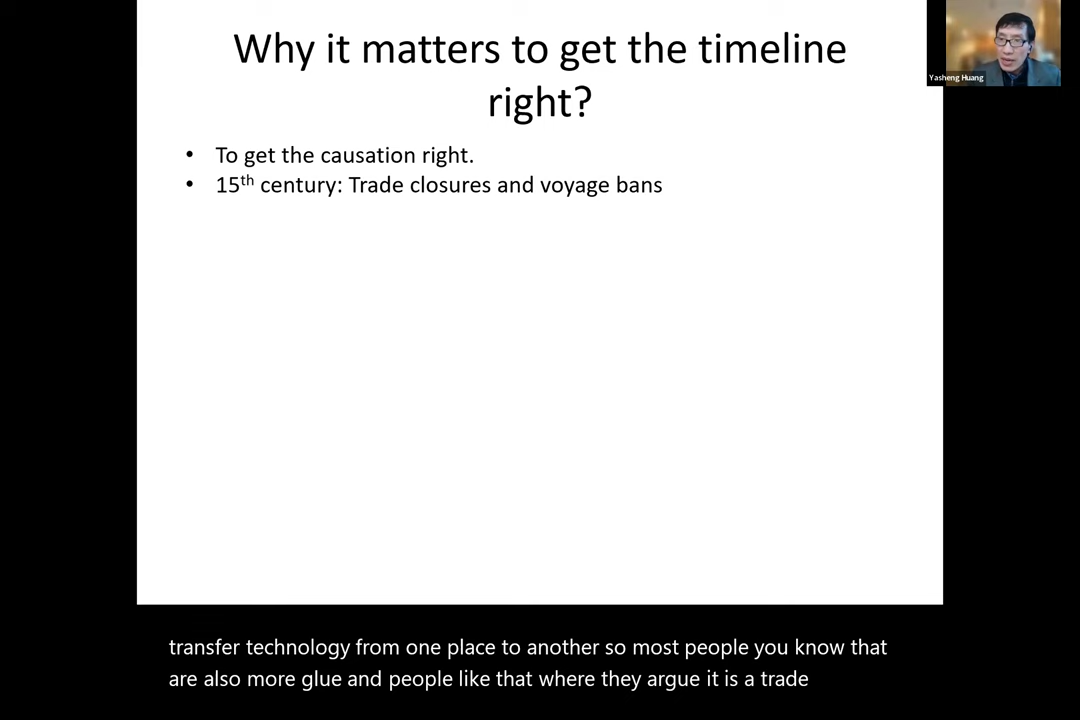 Why it matters to get the timeline
right?
• To get the causation right.
• 15th century: Trade closures and voyage bans
Yasheng Huang
transfer technology from one place to another so most people you know that
are also more glue and people like that where they argue it is a trade